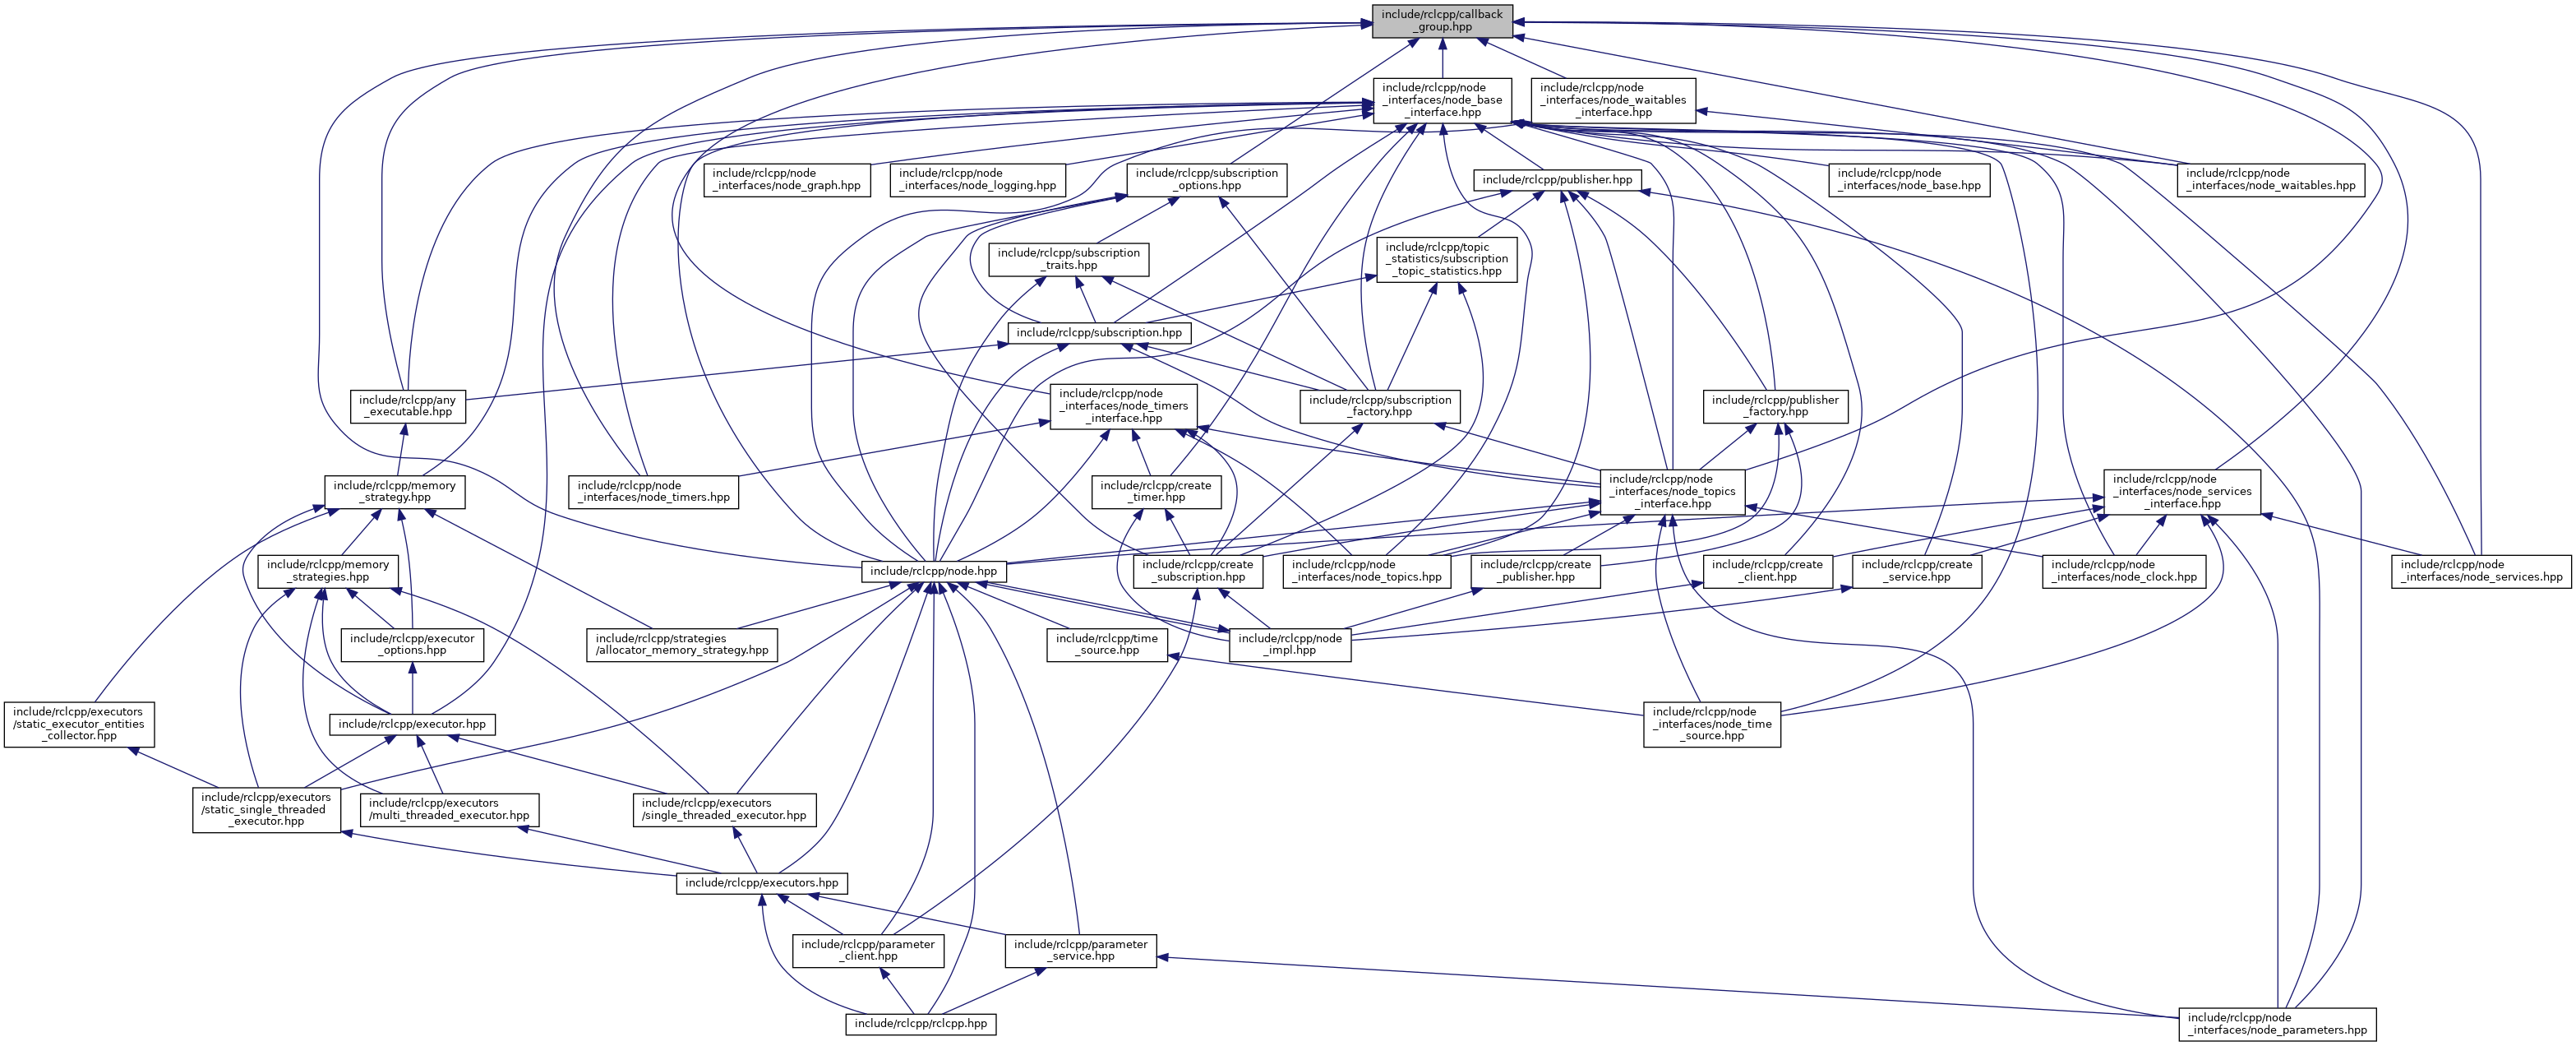 include/rclcpp/callback
_group.hpp
include/rclcpp/node
_interfaces/node_base
_interface.hpp
include/rclcpp/node
_interfaces/node_waitables
_interface.hpp
include/rclcpp/node
_interfaces/node_graph.hpp
include/rclcpp/node
_interfaces/node_logging.hpp
include/rclcpp/subscription
_options.hpp
include/rclcpp/publisher.hpp
include/rclcpp/node
_interfaces/node_base.hpp
include/rclcpp/node
_interfaces/node_waitables.hpp
include/rclcpp/subscription
_traits.hpp
include/rclcpp/topic
_statistics/subscription
_topic_statistics.hpp
include/rclcpp/subscription.hpp
include/rclcpp/any
_executable.hpp
include/rclcpp/node
_interfaces/node_timers
_interface.hpp
include/rclcpp/subscription
_factory.hpp
include/rclcpp/publisher
_factory.hpp
include/rclcpp/memory
_strategy.hpp
include/rclcpp/node
_interfaces/node_timers.hpp
include/rclcpp/create
_timer.hpp
include/rclcpp/node
_interfaces/node_topics
_interface.hpp
include/rclcpp/node
_interfaces/node_services
_interface.hpp
include/rclcpp/memory
_strategies.hpp
include/rclcpp/node.hpp
include/rclcpp/create
_subscription.hpp
include/rclcpp/node
_interfaces/node_topics.hpp
include/rclcpp/create
_publisher.hpp
include/rclcpp/create
_client.hpp
include/rclcpp/create
_service.hpp
include/rclcpp/node
_interfaces/node_clock.hpp
include/rclcpp/node
_interfaces/node_services.hpp
include/rclcpp/executor
_options.hpp
include/rclcpp/strategies
/allocator_memory_strategy.hpp
include/rclcpp/time
_source.hpp
include/rclcpp/node
_impl.hpp
include/rclcpp/executors
/static_executor_entities
_collector.hpp
include/rclcpp/executor.hpp
include/rclcpp/node
_interfaces/node_time
_source.hpp
include/rclcpp/executors
/static_single_threaded
_executor.hpp
include/rclcpp/executors
/multi_threaded_executor.hpp
include/rclcpp/executors
/single_threaded_executor.hpp
include/rclcpp/executors.hpp
include/rclcpp/parameter
_client.hpp
include/rclcpp/parameter
_service.hpp
include/rclcpp/rclcpp.hpp
include/rclcpp/node
_interfaces/node_parameters.hpp